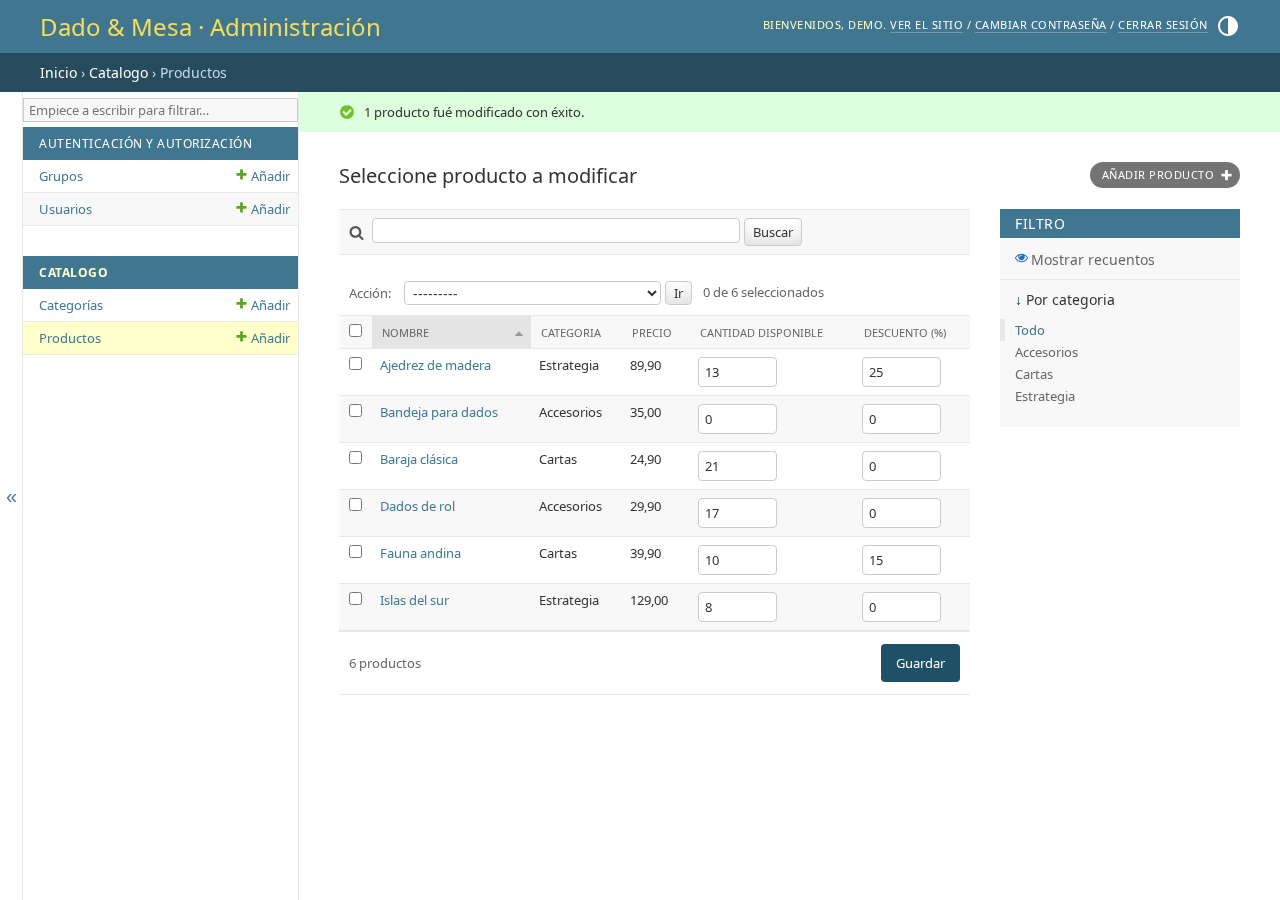 Dado & Mesa · Administración
BIENVENIDOS, DEMO. VER EL SITIO / CAMBIAR CONTRASEÑA / CERRAR SESIÓN
Inicio › Catalogo › Productos
Empiece a escribir para filtrar...
AUTENTICACIÓN Y AUTORIZACIÓN
Grupos Añadir
Usuarios Añadir
CATALOGO
Categorías Añadir
Productos Añadir
«
1 producto fué modificado con éxito.
Seleccione producto a modificar
AÑADIR PRODUCTO
Buscar
Acción: --------- Ir 0 de 6 seleccionados
NOMBRE CATEGORIA PRECIO CANTIDAD DISPONIBLE DESCUENTO (%)
Ajedrez de madera Estrategia 89,90 13 25
Bandeja para dados Accesorios 35,00 0 0
Baraja clásica Cartas 24,90 21 0
Dados de rol Accesorios 29,90 17 0
Fauna andina Cartas 39,90 10 15
Islas del sur Estrategia 129,00 8 0
6 productos Guardar
FILTRO
Mostrar recuentos
↓ Por categoria
Todo
Accesorios
Cartas
Estrategia